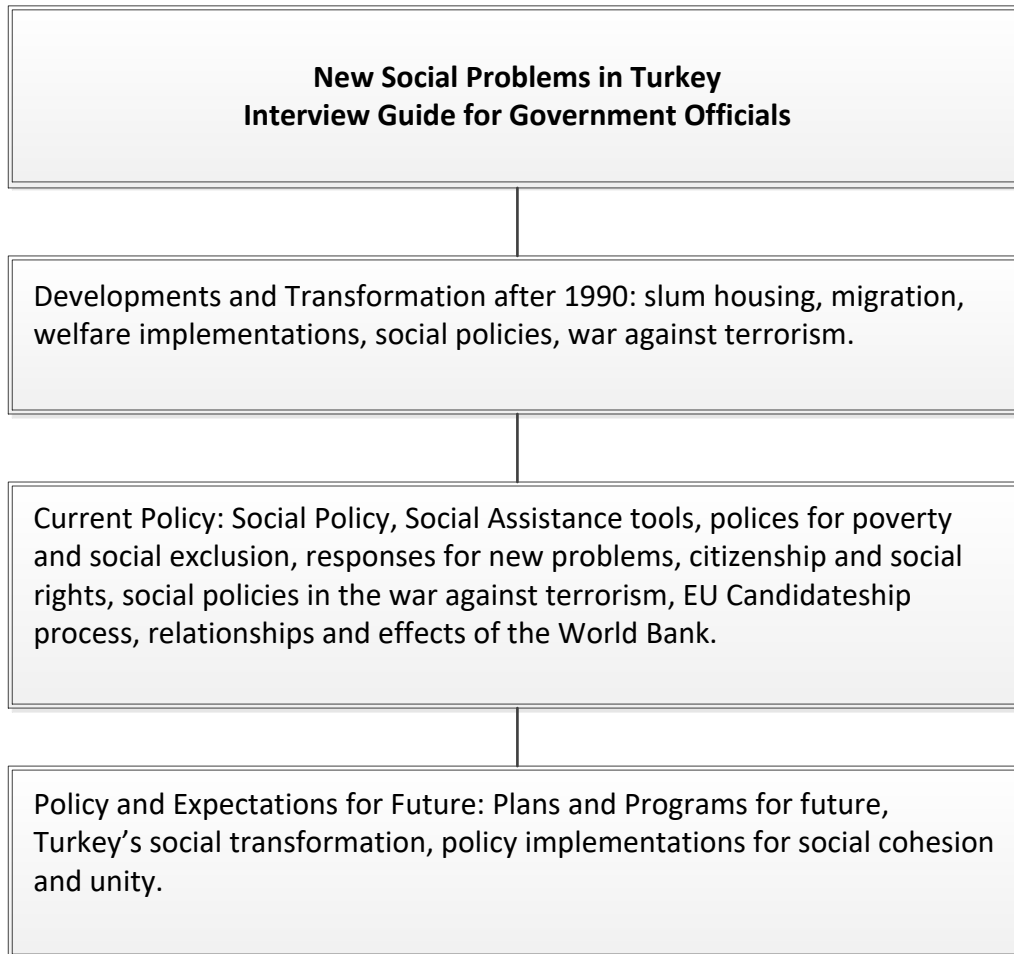 New Social Problems in Turkey
Interview Guide for Government Officials
Developments and Transformation after 1990: slum housing, migration,
welfare implementations, social policies, war against terrorism.
Current Policy: Social Policy, Social Assistance tools, polices for poverty
and social exclusion, responses for new problems, citizenship and social
rights, social policies in the war against terrorism, EU Candidateship
process, relationships and effects of the World Bank.
Policy and Expectations for Future: Plans and Programs for future,
Turkey’s social transformation, policy implementations for social cohesion
and unity.